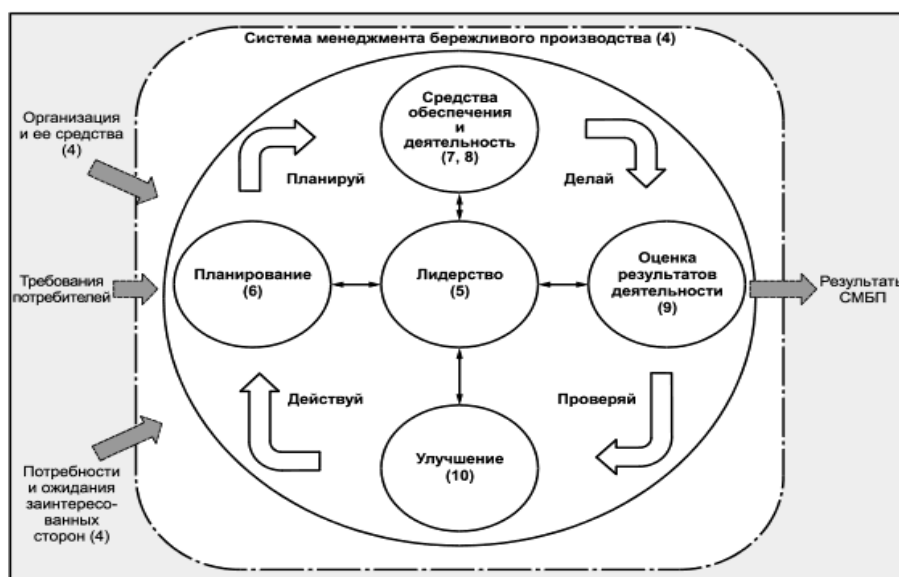 Система менеджмента бережливого производства (4)
Организация
и ее средства
(4)
Требования
потребителей
Потребности
и ожидания
заинтересо-
ванных
сторон (4)
Средства
обеспечения
и
деятельность
(7, 8)
Планируй
Делай
Планирование
(6)
Лидерство
(5)
Оценка
результатов
деятельности
(9)
Результаты
СМБП
Действуй
Проверяй
Улучшение
(10)